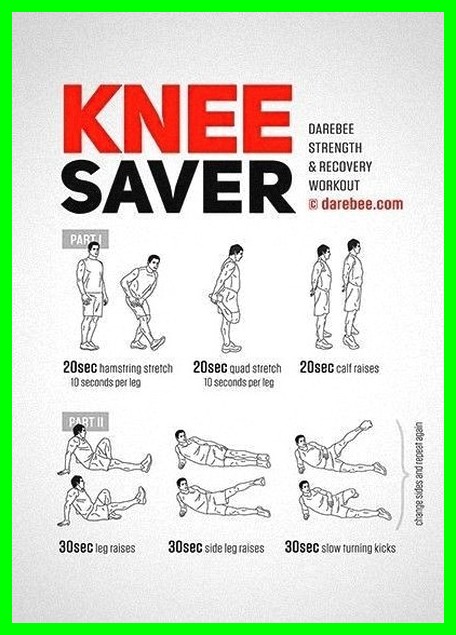 KNEE
SAVER
DAREBEE
STRENGTH
& RECOVERY
WORKOUT
© darebee.com
PART I
20sec hamstring stretch
10 seconds per leg
20sec quad stretch
10 seconds per leg
20sec calf raises
PART II
30sec leg raises
30sec side leg raises
30sec slow turning kicks
change sides and repeat again